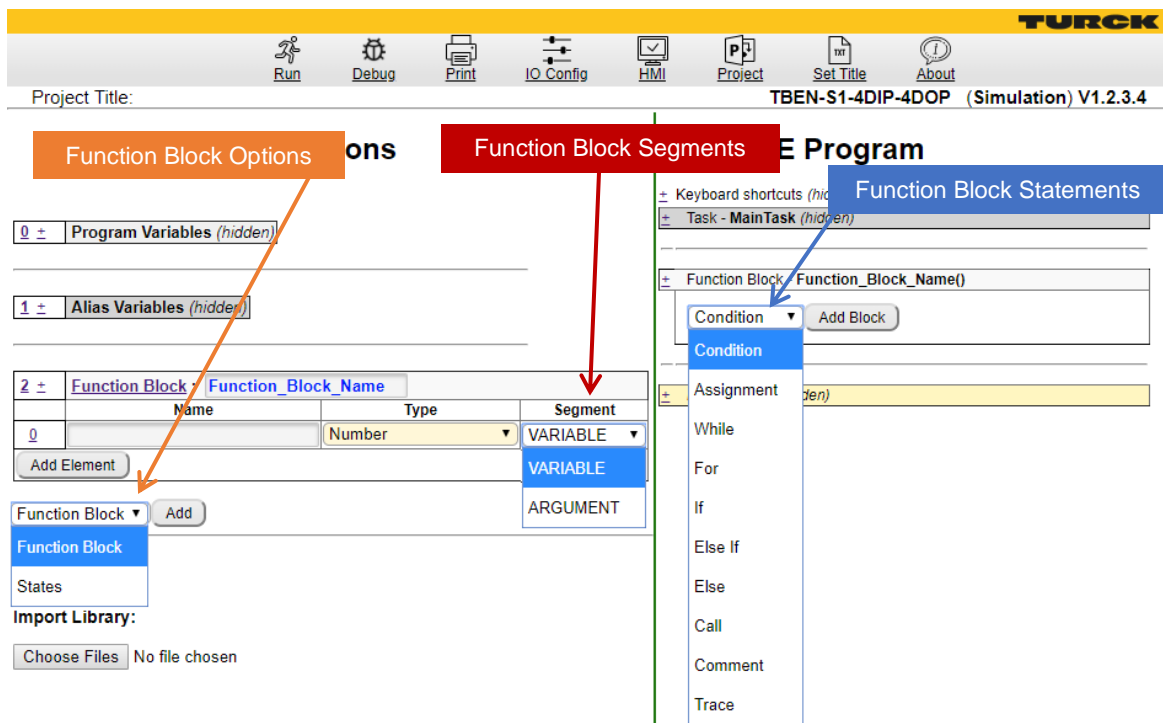 TURCK
Run Debug Print IO Config HMI Project Set Title About
Project Title: TBEN-S1-4DIP-4DOP (Simulation) V1.2.3.4
Function Block Options ons
Function Block Segments E Program
+ Keyboard shortcuts (hid
Function Block Statements
+ Task - MainTask (hidden)
0 + Program Variables (hidden)
+ Function Block - Function_Block_Name()
1 + Alias Variables (hidden)
Condition Add Block
Condition
Assignment
While
For
If
Else If
Else
Call
Comment
Trace
+ den)
2 + Function Block : Function_Block_Name
Name Type Segment
0 Number VARIABLE
VARIABLE
ARGUMENT
Add Element
Function Block Add
Function Block
States
Import Library:
Choose Files No file chosen